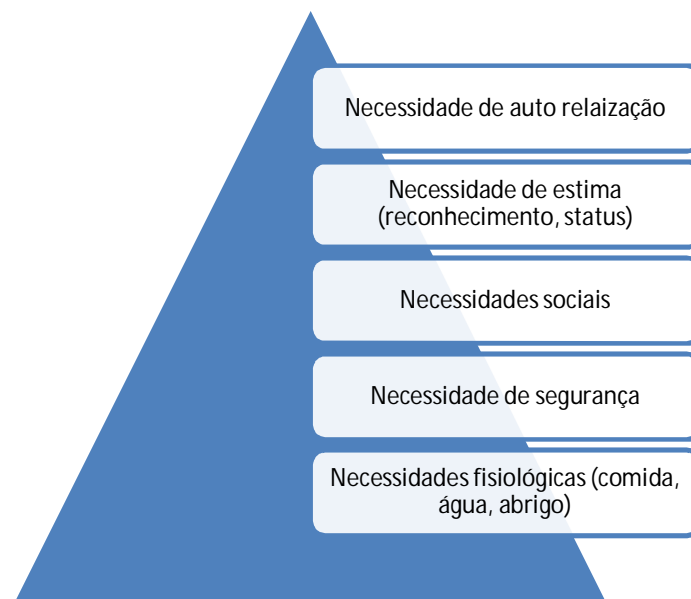 Necessidade de auto relaização
Necessidade de estima
(reconhecimento, status)
Necessidades sociais
Necessidade de segurança
Necessidades fisiológicas (comida,
água, abrigo)